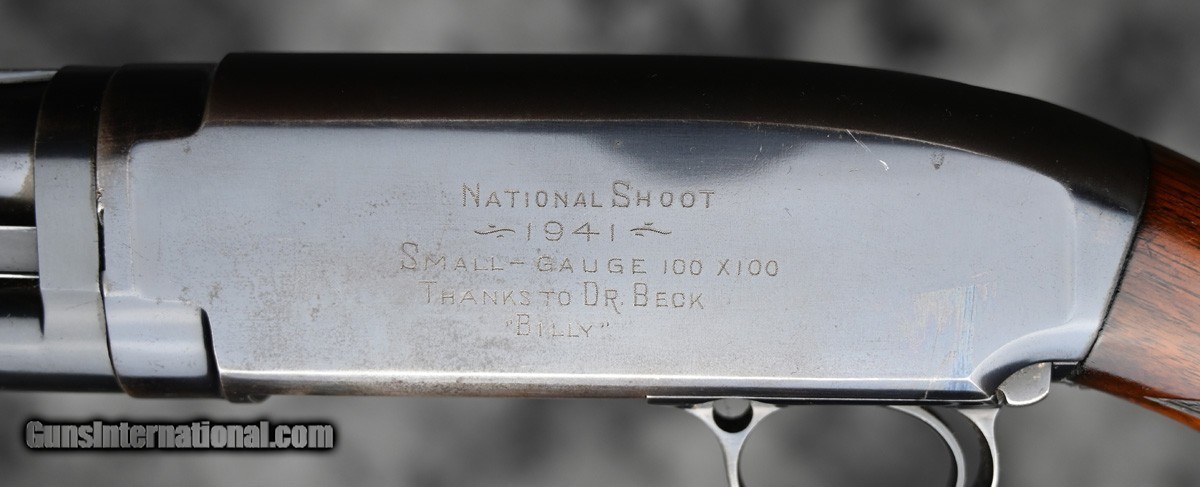 NATIONAL SHOOT
1941
SMALL-GAUGE 100 X100
THANKS TO DR. BECK
"BILLY"
GunsInternational.com